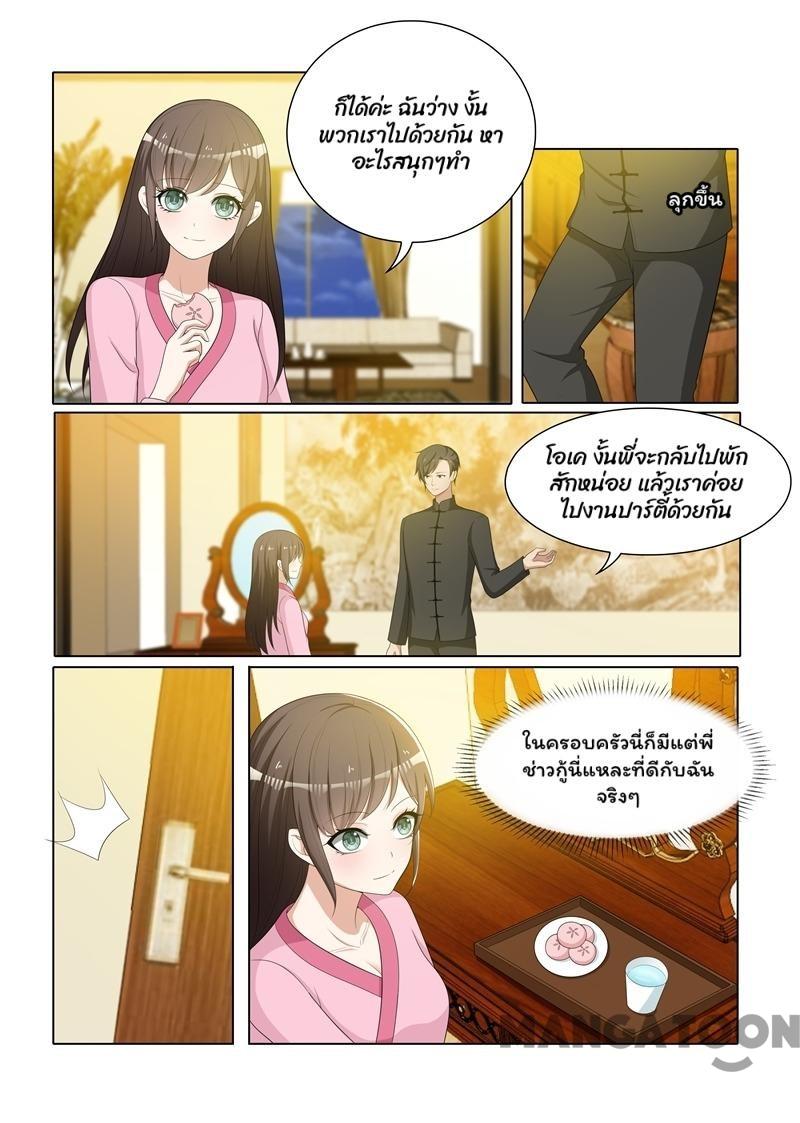 ก็ได้ค่ะ ฉันว่าง งั้น
พวกเราไปด้วยกัน หา
อะไรสนุกๆทำ
ลุกขึ้น
โอเค งั้นพี่จะกลับไปพัก
สักหน่อย แล้วเราค่อย
ไปงานปาร์ตี้ด้วยกัน
ในครอบครัวนี่ก็มีแต่พี่
ช่าวกู้นี่แหละที่ดีกับฉัน
จริงๆ
MANGATOON